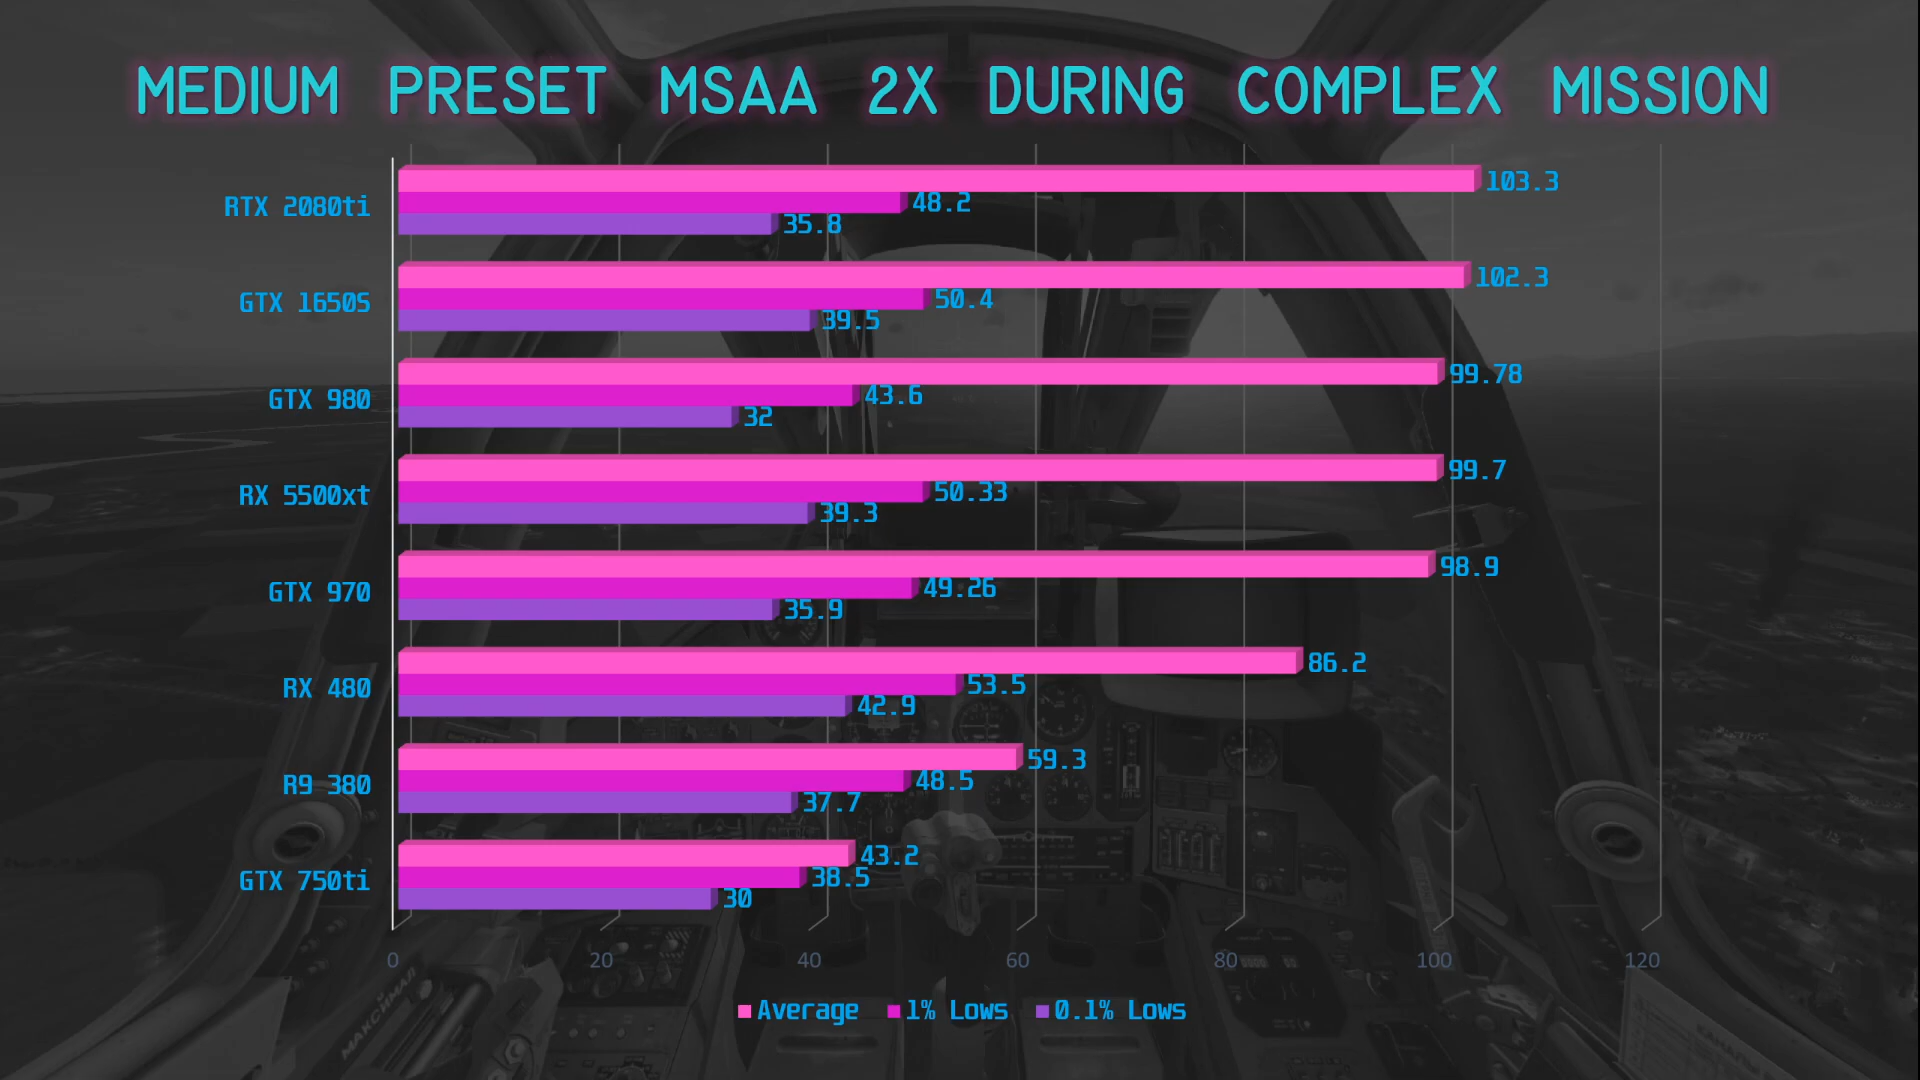 MEDIUM PRESET MSAA 2X DURING COMPLEX MISSION
RTX 2080ti
103.3
48.2
35.8
GTX 1650S
102.3
50.4
39.5
GTX 980
99.78
43.6
32
RX 5500xt
99.7
50.33
39.3
GTX 970
98.9
49.26
35.9
RX 480
86.2
53.5
42.9
R9 380
59.3
48.5
37.7
GTX 750ti
43.2
38.5
30
0 20 40 60 80 100 120
Average 1% Lows 0.1% Lows
МАКСИМАЛ